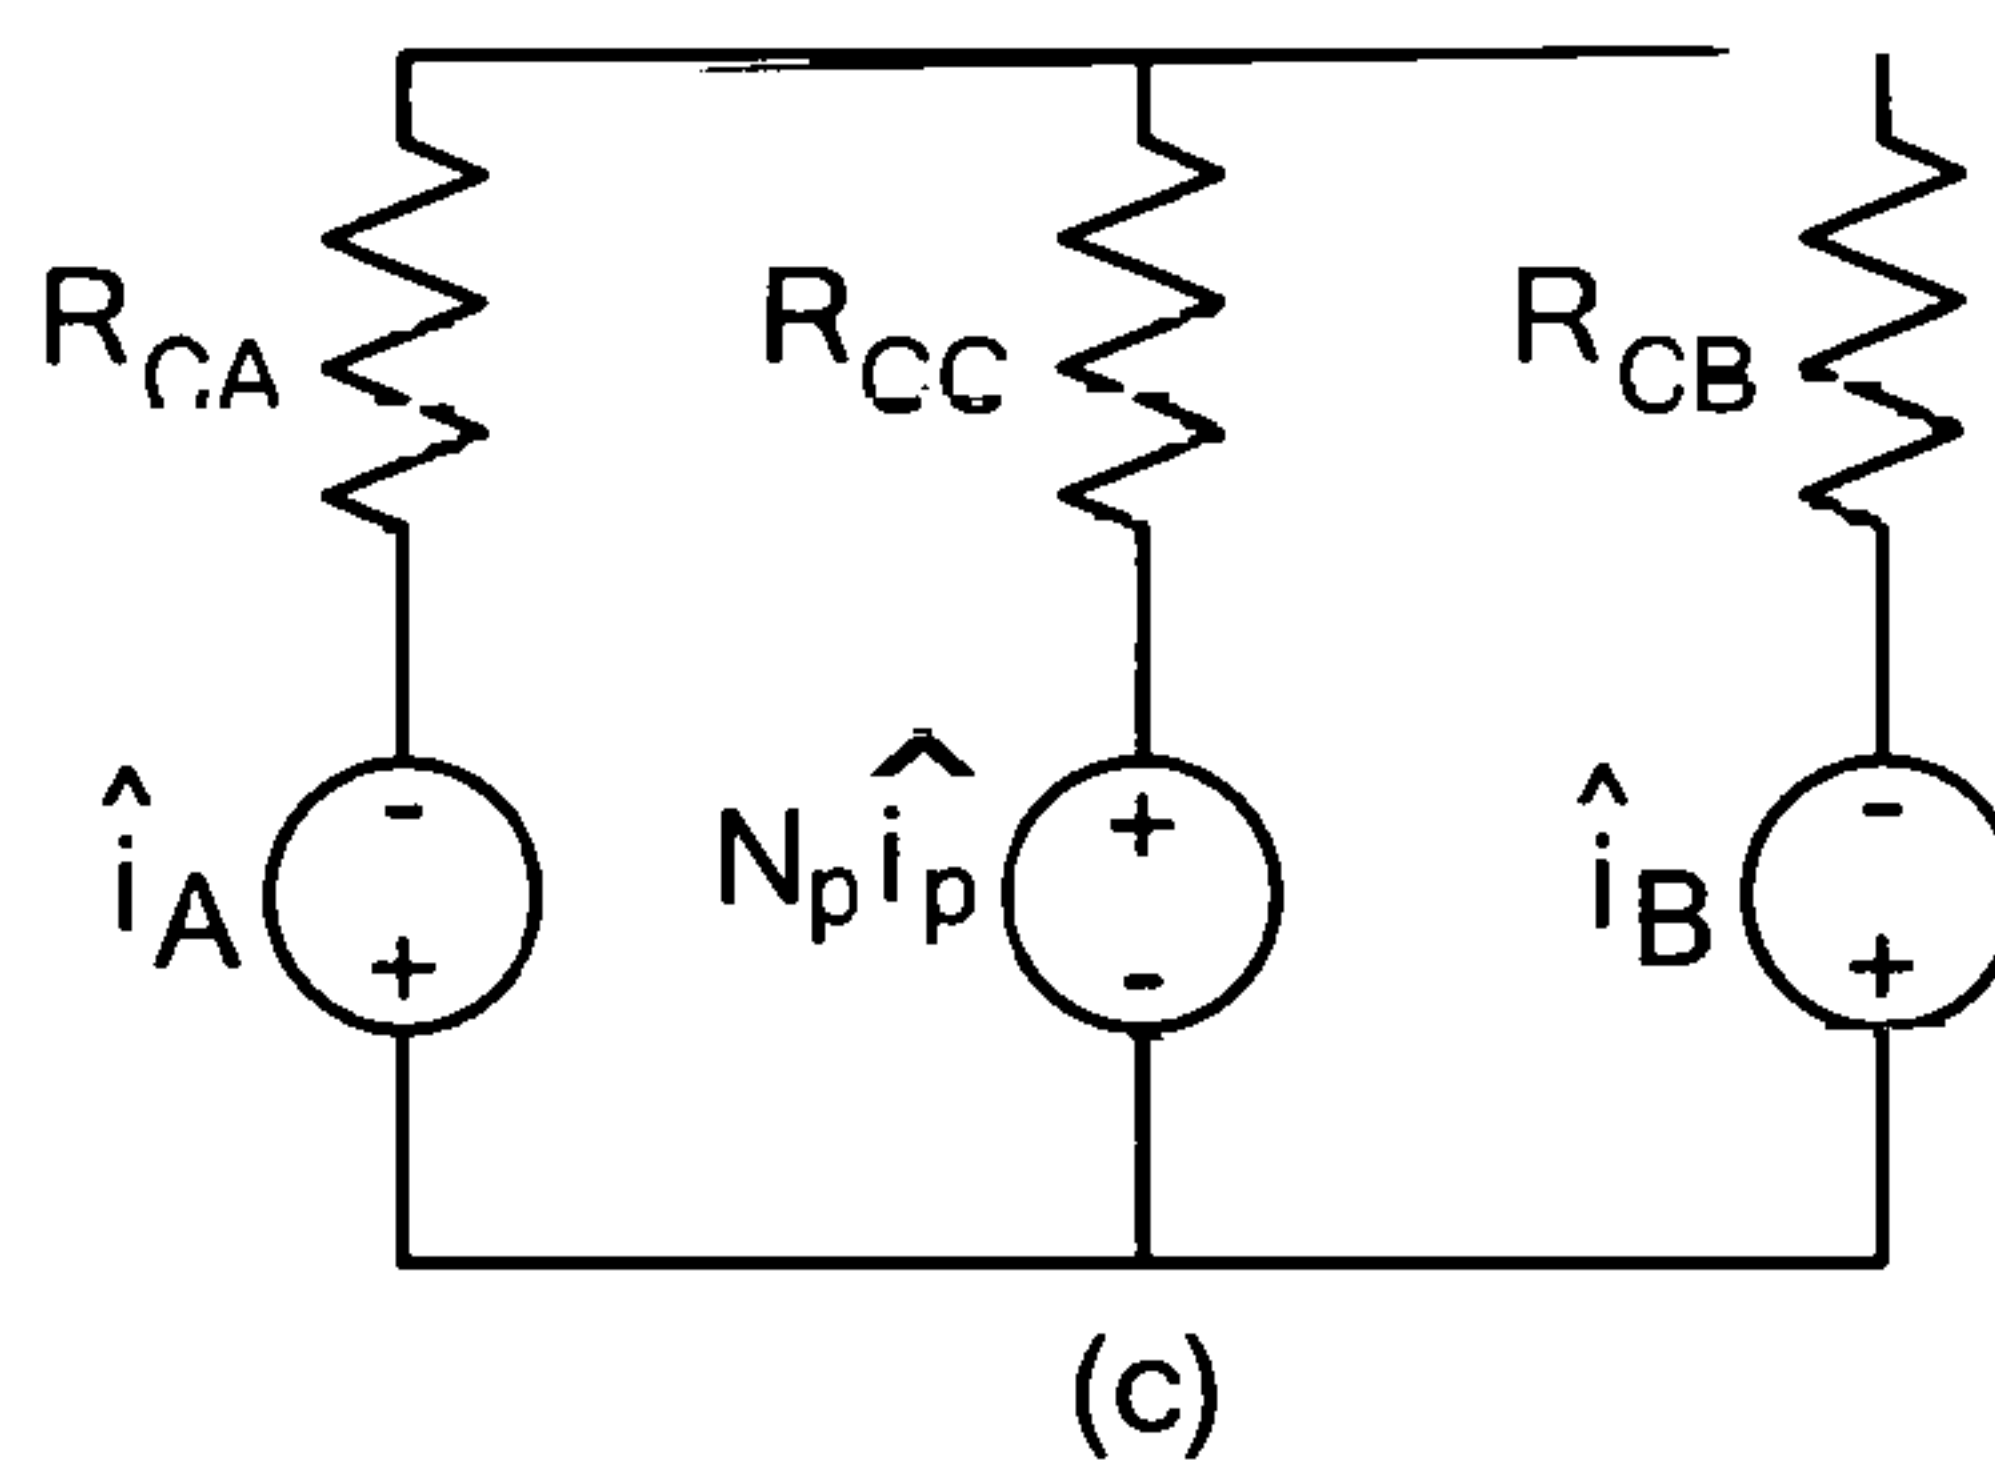 R_CA R_CC R_CB
- + -
î_A N_p î_p î_B
+ - +
(c)